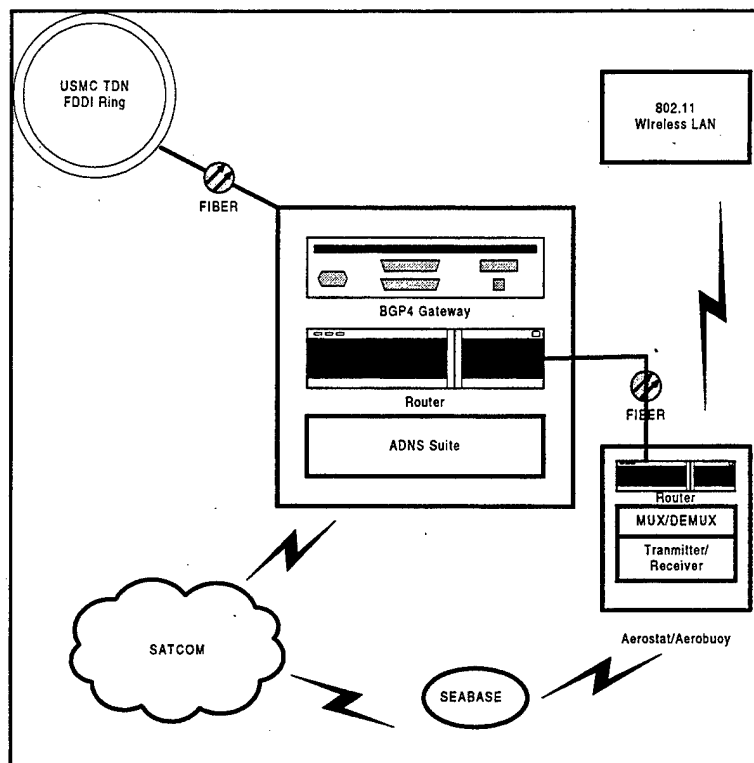 USMC TDN
FDDI Ring
802.11
Wireless LAN
FIBER
BGP4 Gateway
Router
FIBER
ADNS Suite
Router
MUX/DEMUX
Tranmitter/
Receiver
Aerostat/Aerobuoy
SATCOM
SEABASE